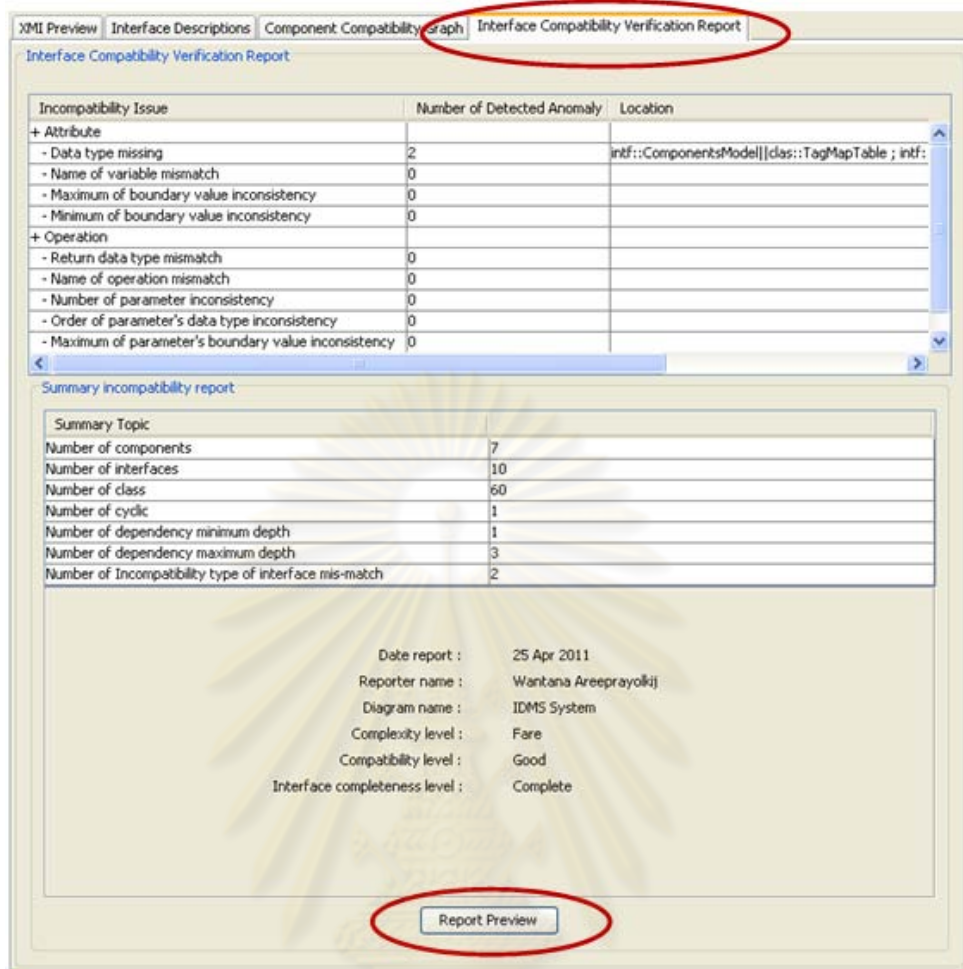 XMI Preview Interface Descriptions Component Compatibility Graph Interface Compatibility Verification Report
Interface Compatibility Verification Report
Incompatibility Issue Number of Detected Anomaly Location
+ Attribute
- Data type missing 2 intf::ComponentsModel||clas::TagMapTable ; intf:
- Name of variable mismatch 0
- Maximum of boundary value inconsistency 0
- Minimum of boundary value inconsistency 0
+ Operation
- Return data type mismatch 0
- Name of operation mismatch 0
- Number of parameter inconsistency 0
- Order of parameter's data type inconsistency 0
- Maximum of parameter's boundary value inconsistency 0
Summary incompatibility report
Summary Topic
Number of components 7
Number of interfaces 10
Number of class 60
Number of cyclic 1
Number of dependency minimum depth 1
Number of dependency maximum depth 3
Number of Incompatibility type of interface mis-match 2
Date report : 25 Apr 2011
Reporter name : Wantana Areeprayolkij
Diagram name : IDMS System
Complexity level : Fare
Compatibility level : Good
Interface completeness level : Complete
Report Preview